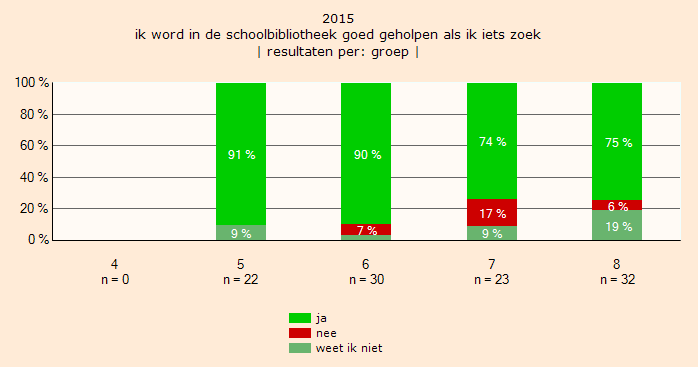 2015
ik word in de schoolbibliotheek goed geholpen als ik iets zoek
| resultaten per: groep |
100 %
80 %
60 %
40 %
20 %
0 %
91 %
9 %
90 %
7 %
74 %
17 %
9 %
75 %
6 %
19 %
4
n = 0
5
n = 22
6
n = 30
7
n = 23
8
n = 32
ja
nee
weet ik niet